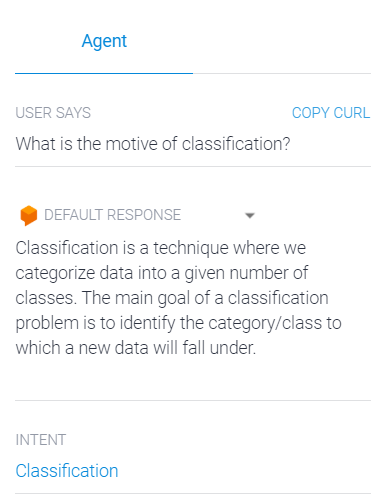 Agent
USER SAYS
COPY CURL
What is the motive of classification?
DEFAULT RESPONSE
Classification is a technique where we
categorize data into a given number of
classes. The main goal of a classification
problem is to identify the category/class to
which a new data will fall under.
INTENT
Classification